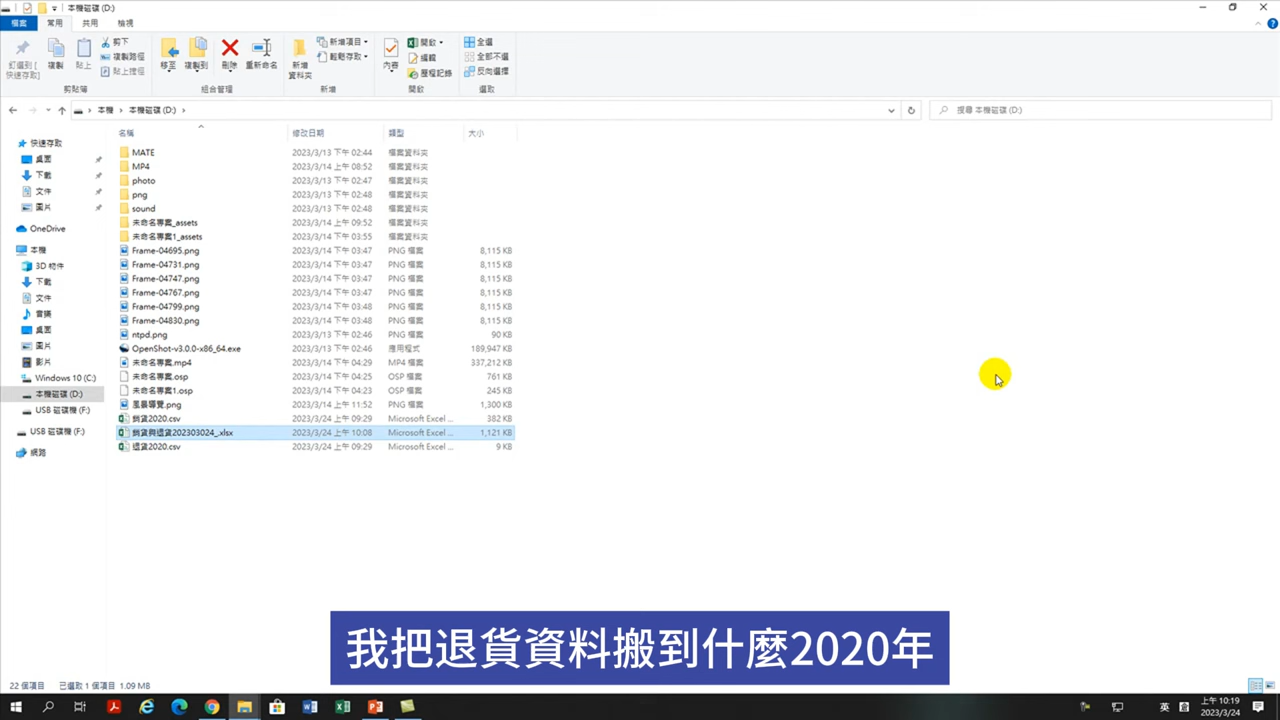 本機磁碟 (D:)
檔案 常用 共用 檢視
釘選到 [快速存取] 複製 貼上 剪下 複製路徑 貼上捷徑 移至 複製到 刪除 重新命名 新增資料夾 新增項目 輕鬆存取 內容 開啟 編輯 歷程記錄 全選 全部不選 反向選擇
剪貼簿 組合管理 新增 開啟 選取
本機 本機磁碟 (D:) 搜尋 本機磁碟 (D:)
快速存取
桌面
下載
文件
圖片
OneDrive
本機
3D 物件
下載
文件
音樂
桌面
圖片
影片
Windows 10 (C:)
本機磁碟 (D:)
USB 磁碟機 (F:)
USB 磁碟機 (F:)
網路
名稱 修改日期 類型 大小
MATE 2023/3/13 下午 02:44 檔案資料夾
MP4 2023/3/14 上午 08:52 檔案資料夾
photo 2023/3/13 下午 02:47 檔案資料夾
png 2023/3/13 下午 02:48 檔案資料夾
sound 2023/3/13 下午 02:48 檔案資料夾
未命名專案_assets 2023/3/14 上午 09:52 檔案資料夾
未命名專案1_assets 2023/3/14 下午 03:55 檔案資料夾
Frame-04695.png 2023/3/14 下午 03:47 PNG 檔案 8,115 KB
Frame-04731.png 2023/3/14 下午 03:47 PNG 檔案 8,115 KB
Frame-04747.png 2023/3/14 下午 03:47 PNG 檔案 8,115 KB
Frame-04767.png 2023/3/14 下午 03:47 PNG 檔案 8,115 KB
Frame-04799.png 2023/3/14 下午 03:48 PNG 檔案 8,115 KB
Frame-04830.png 2023/3/14 下午 03:48 PNG 檔案 8,115 KB
ntpd.png 2023/3/13 下午 02:46 PNG 檔案 90 KB
OpenShot-v3.0.0-x86_64.exe 2023/3/13 下午 02:46 應用程式 189,947 KB
未命名專案.mp4 2023/3/14 下午 04:29 MP4 檔案 337,212 KB
未命名專案.osp 2023/3/14 下午 04:25 OSP 檔案 761 KB
未命名專案1.osp 2023/3/14 下午 04:23 OSP 檔案 245 KB
2023/3/14 上午 11:52 PNG 檔案 1,300 KB
銷貨2020.csv 2023/3/24 上午 09:29 Microsoft Excel ... 382 KB
銷貨與退貨202303024_.xlsx 2023/3/24 上午 10:08 Microsoft Excel ... 1,121 KB
退貨2020.csv 2023/3/24 上午 09:29 Microsoft Excel ... 9 KB
我把退貨資料搬到什麼2020年
22 個項目 已選取 1 個項目 1.09 MB
英
上午 10:19
2023/3/24